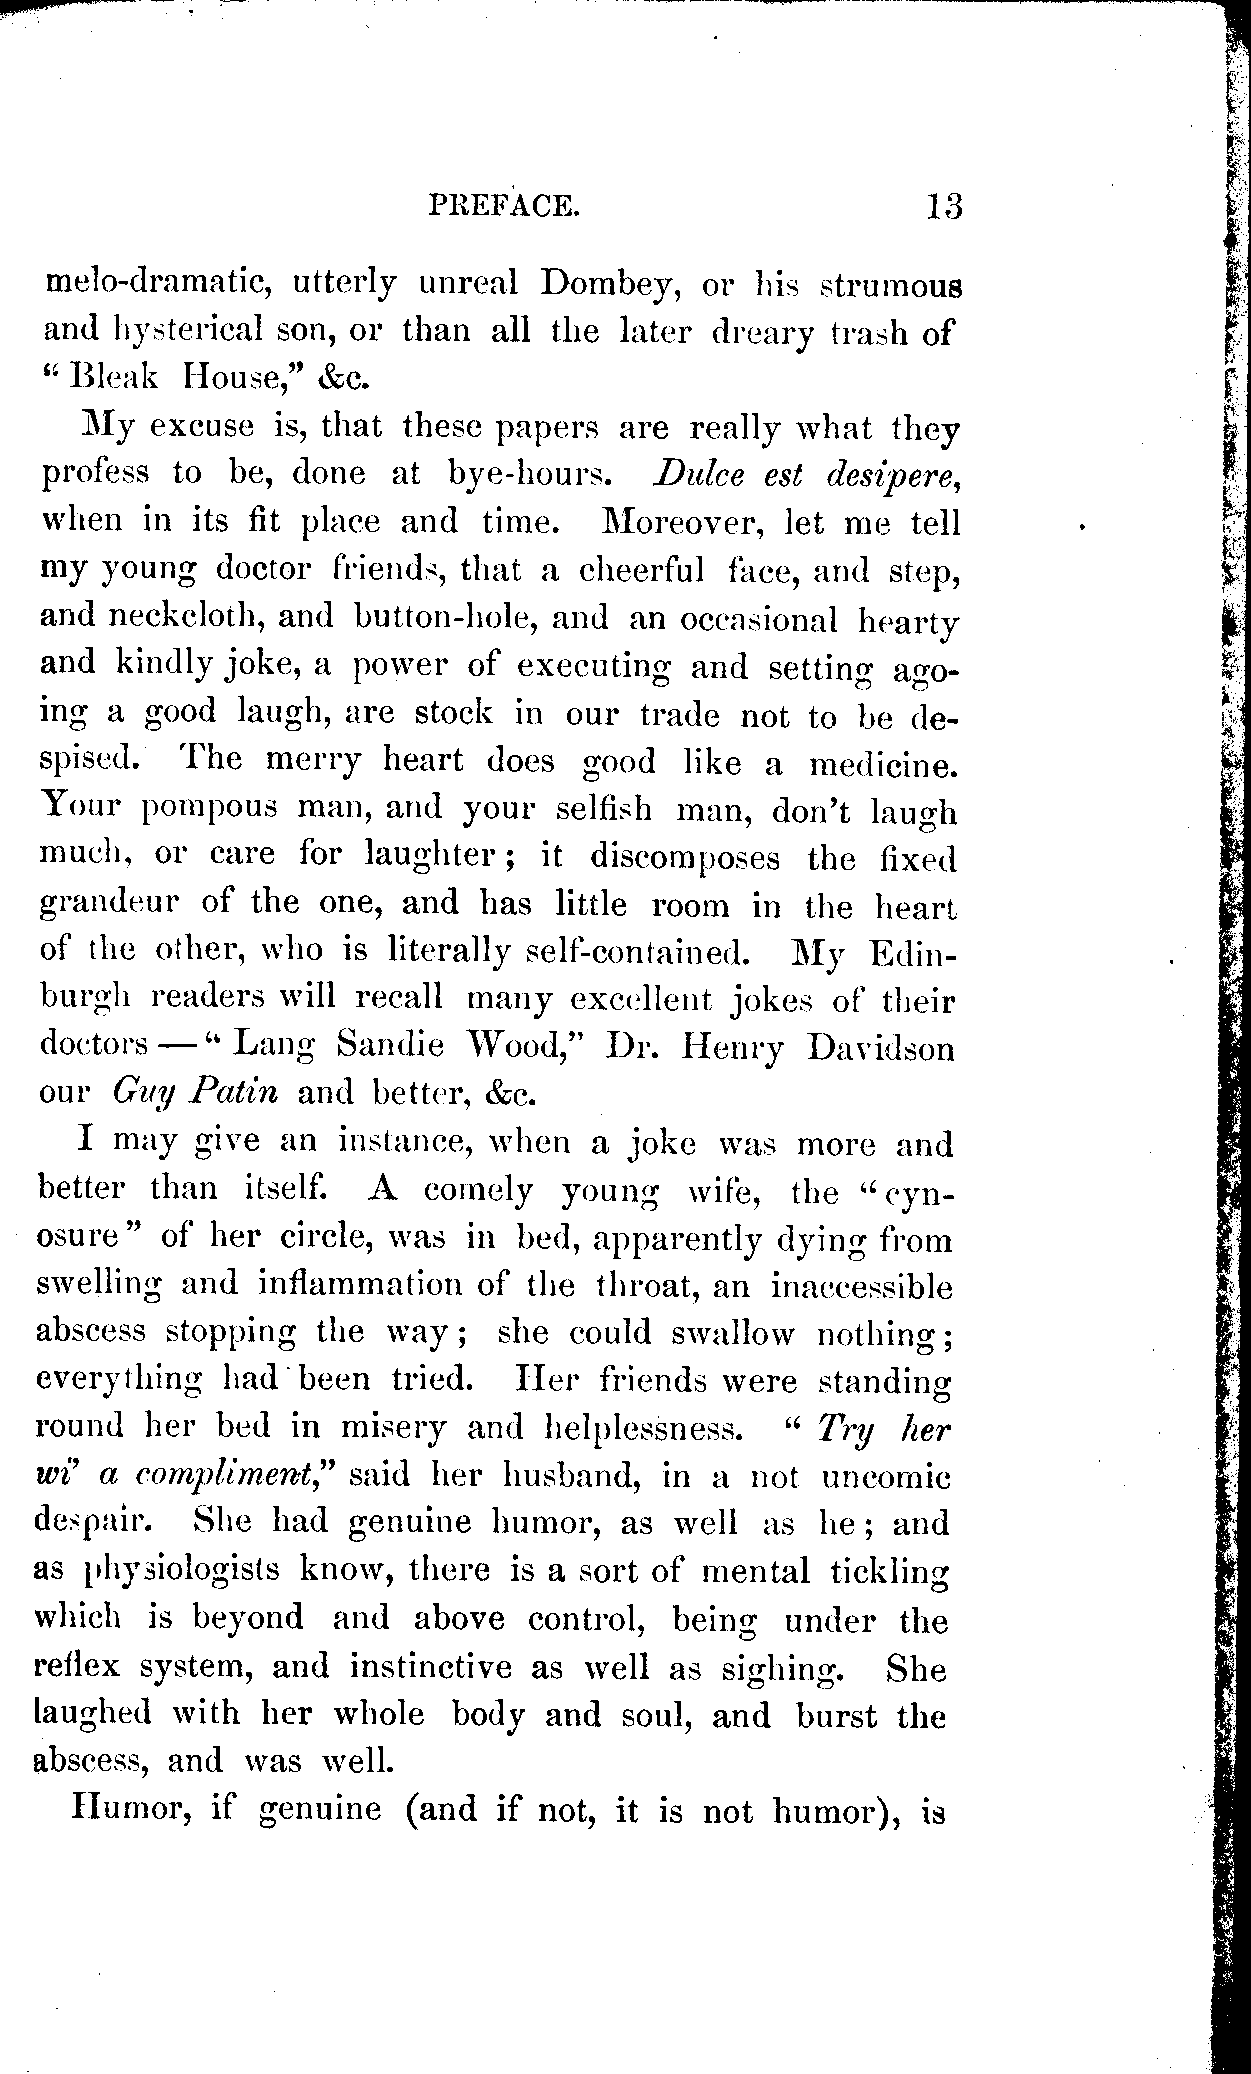 PREFACE. 13
melo-dramatic, utterly unreal Dombey, or his strumous
and hysterical son, or than all the later dreary trash of
“ Bleak House,” &c.
My excuse is, that these papers are really what they
profess to be, done at bye-hours. Dulce est desipere,
when in its fit place and time. Moreover, let me tell
my young doctor friends, that a cheerful face, and step,
and neckcloth, and button-hole, and an occasional hearty
and kindly joke, a power of executing and setting ago-
ing a good laugh, are stock in our trade not to be de-
spised. The merry heart does good like a medicine.
Your pompous man, and your selfish man, don't laugh
much, or care for laughter; it discomposes the fixed
grandeur of the one, and has little room in the heart
of the other, who is literally self-contained. My Edin-
burgh readers will recall many excellent jokes of their
doctors — “ Lang Sandie Wood,” Dr. Henry Davidson
our Guy Patin and better, &c.
I may give an instance, when a joke was more and
better than itself. A comely young wife, the “cyn-
osure” of her circle, was in bed, apparently dying from
swelling and inflammation of the throat, an inaccessible
abscess stopping the way; she could swallow nothing;
everything had been tried. Her friends were standing
round her bed in misery and helplessness. “ Try her
wi' a compliment,” said her husband, in a not uncomic
despair. She had genuine humor, as well as he; and
as physiologists know, there is a sort of mental tickling
which is beyond and above control, being under the
reflex system, and instinctive as well as sighing. She
laughed with her whole body and soul, and burst the
abscess, and was well.
Humor, if genuine (and if not, it is not humor), is